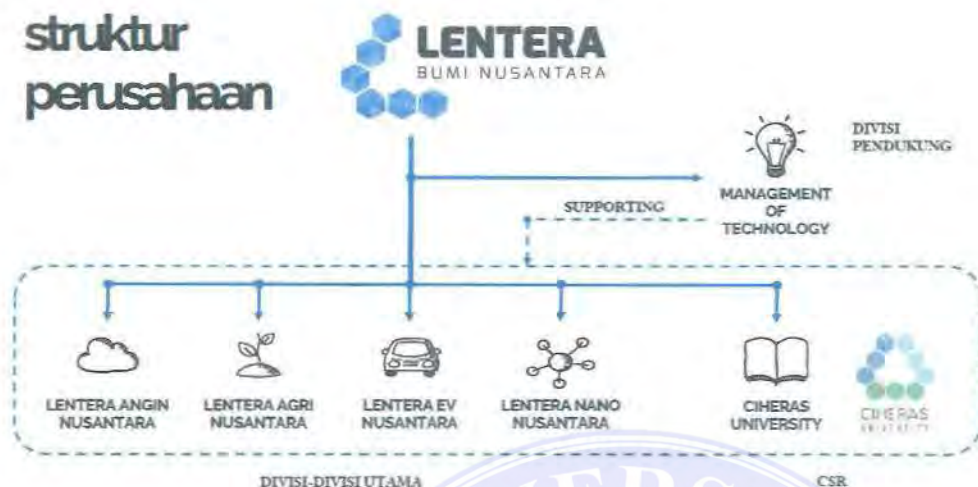 struktur
perusahaan
LENTERA
BUMI NUSANTARA
DIVISI
PENDUKUNG
MANAGEMENT
OF
TECHNOLOGY
SUPPORTING
LENTERA ANGIN
NUSANTARA
LENTERA AGRI
NUSANTARA
LENTERA EV
NUSANTARA
LENTERA NANO
NUSANTARA
CIHERAS
UNIVERSITY
CIHERAS
UNIVERSITY
DIVISI-DIVISI UTAMA
CSR